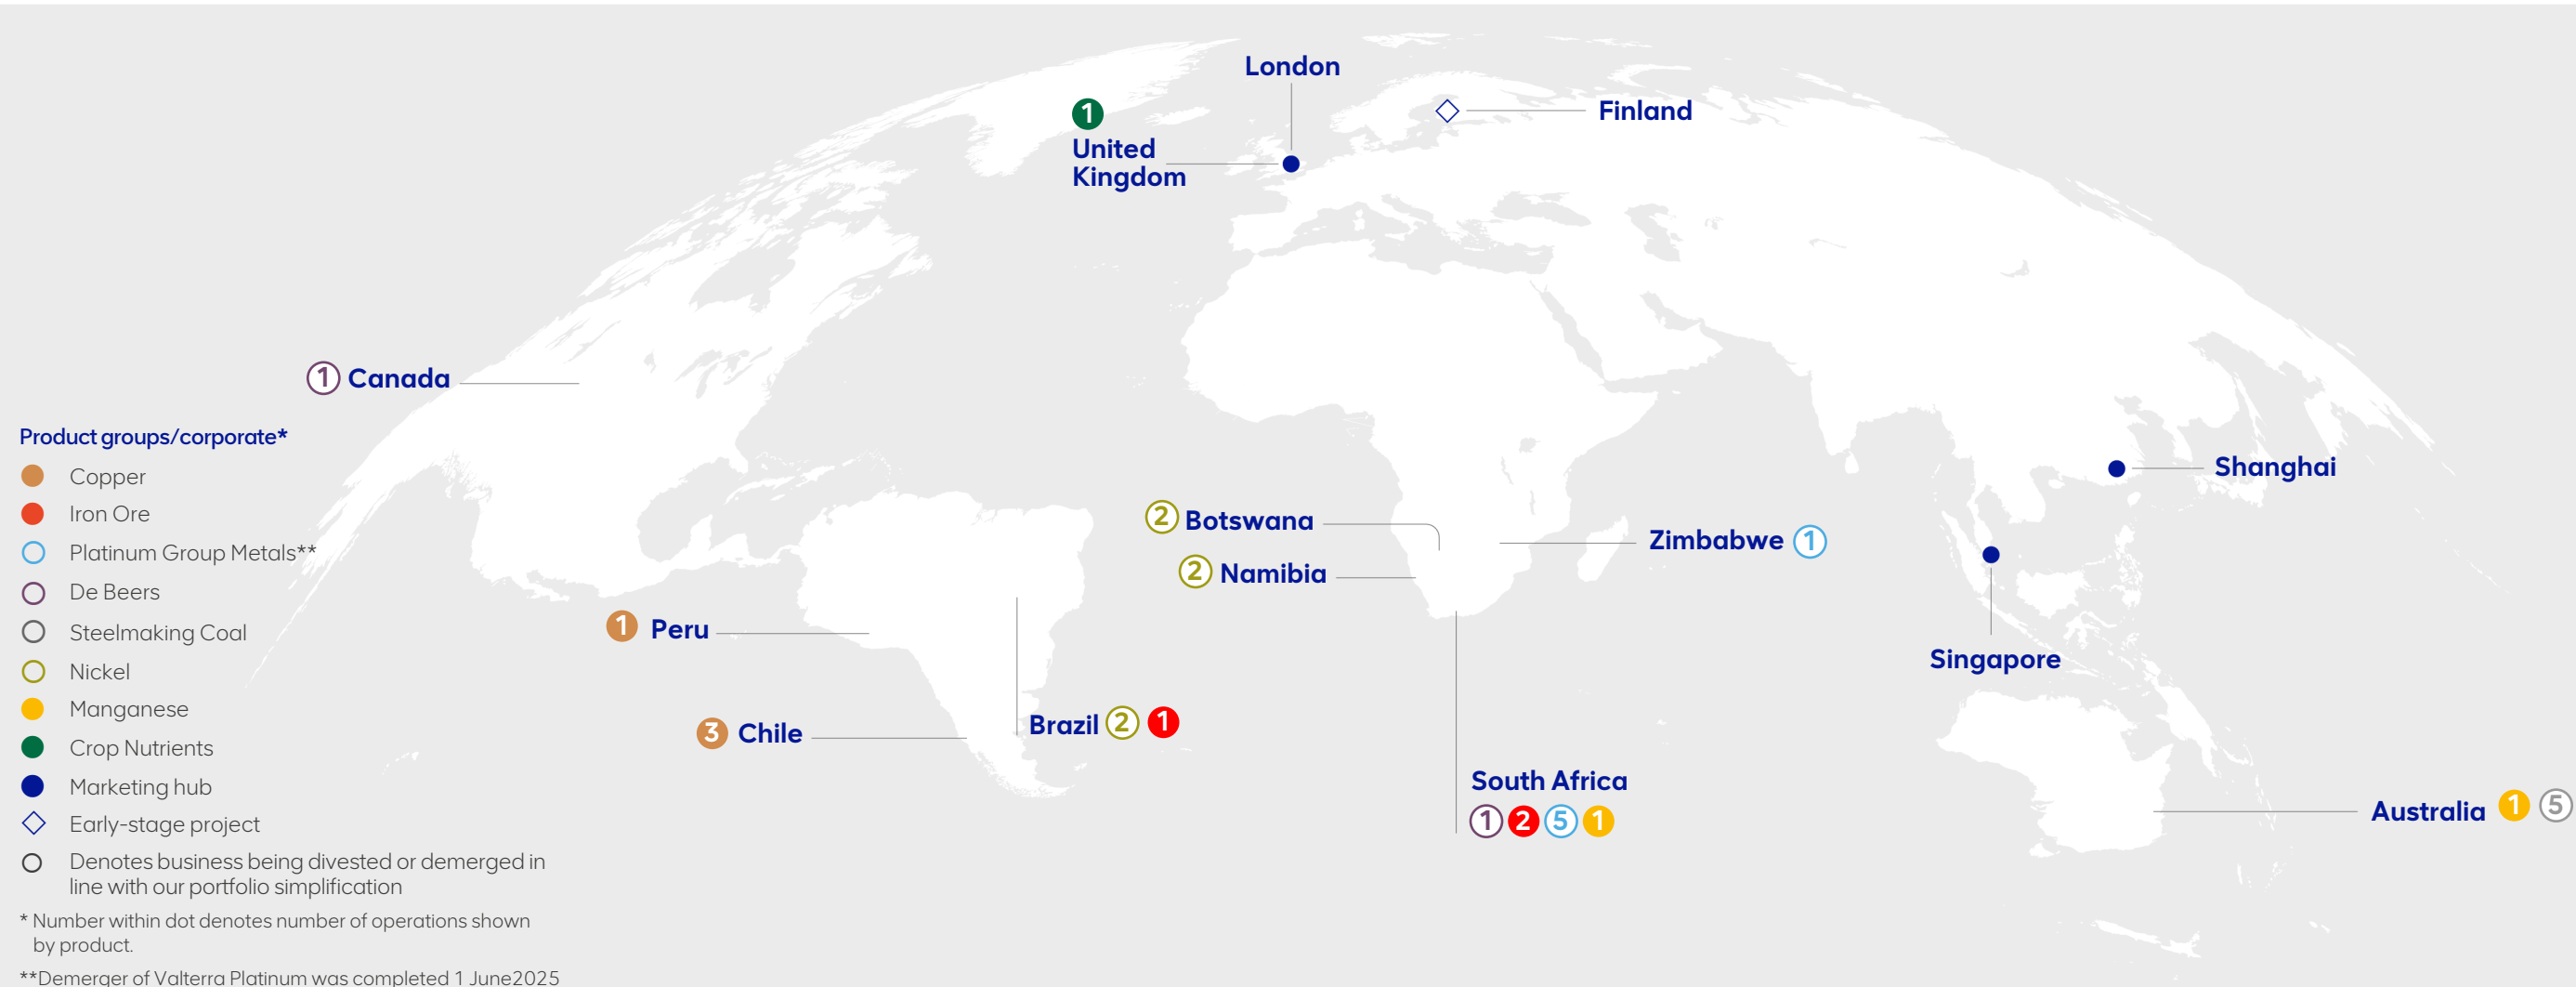 London
1
Finland
United
Kingdom
1 Canada
Product groups/corporate*
Copper
Iron Ore
Platinum Group Metals**
De Beers
Steelmaking Coal
Nickel
Manganese
Crop Nutrients
Marketing hub
Early-stage project
Denotes business being divested or demerged in
line with our portfolio simplification
* Number within dot denotes number of operations shown
by product.
**Demerger of Valterra Platinum was completed 1 June2025
Shanghai
2 Botswana
Zimbabwe 1
2 Namibia
1 Peru
Singapore
3 Chile
Brazil 2 1
South Africa
1 2 5 1
Australia 1 5